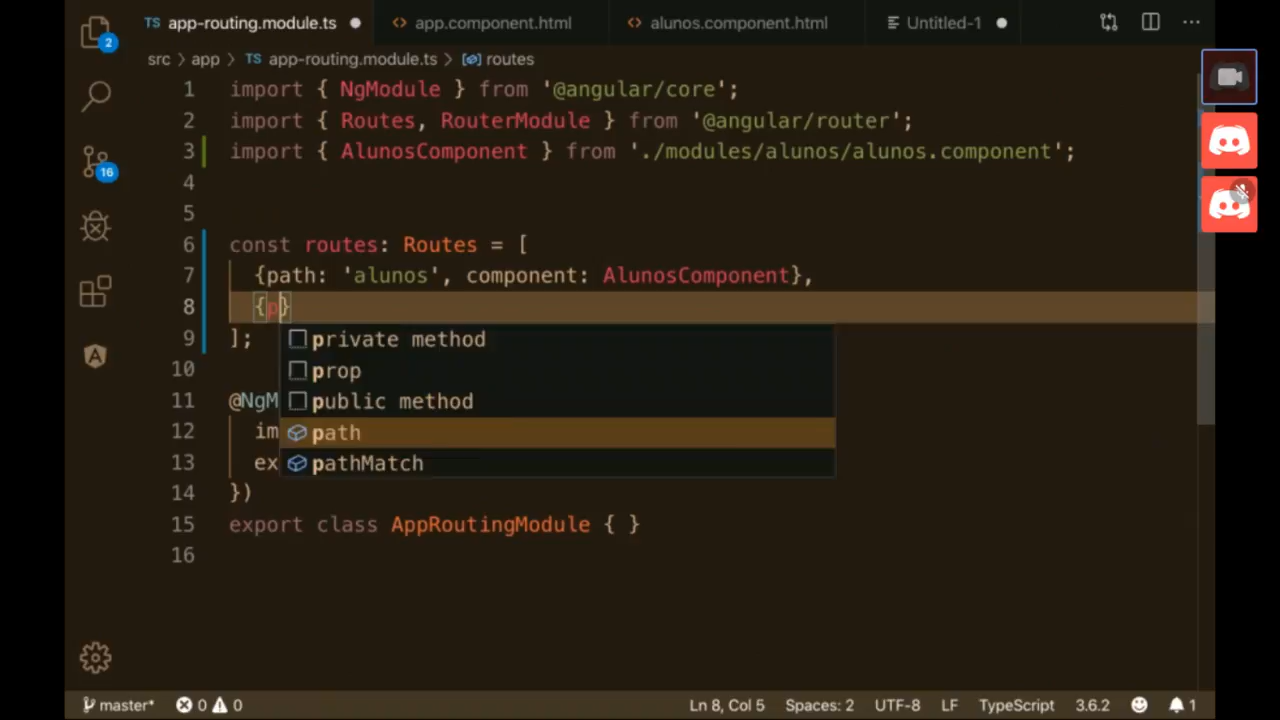 TS app-routing.module.ts
<> app.component.html
<> alunos.component.html
Untitled-1
2
src > app > TS app-routing.module.ts > routes
1 import { NgModule } from '@angular/core';
2 import { Routes, RouterModule } from '@angular/router';
3 import { AlunosComponent } from './modules/alunos/alunos.component';
4
5
16
6 const routes: Routes = [
7 {path: 'alunos', component: AlunosComponent},
8 {p}
9 ];
private method
prop
public method
path
pathMatch
10
11 @NgM
12 im
13 ex
14 })
15 export class AppRoutingModule { }
16
master* 0 0 Ln 8, Col 5 Spaces: 2 UTF-8 LF TypeScript 3.6.2 1